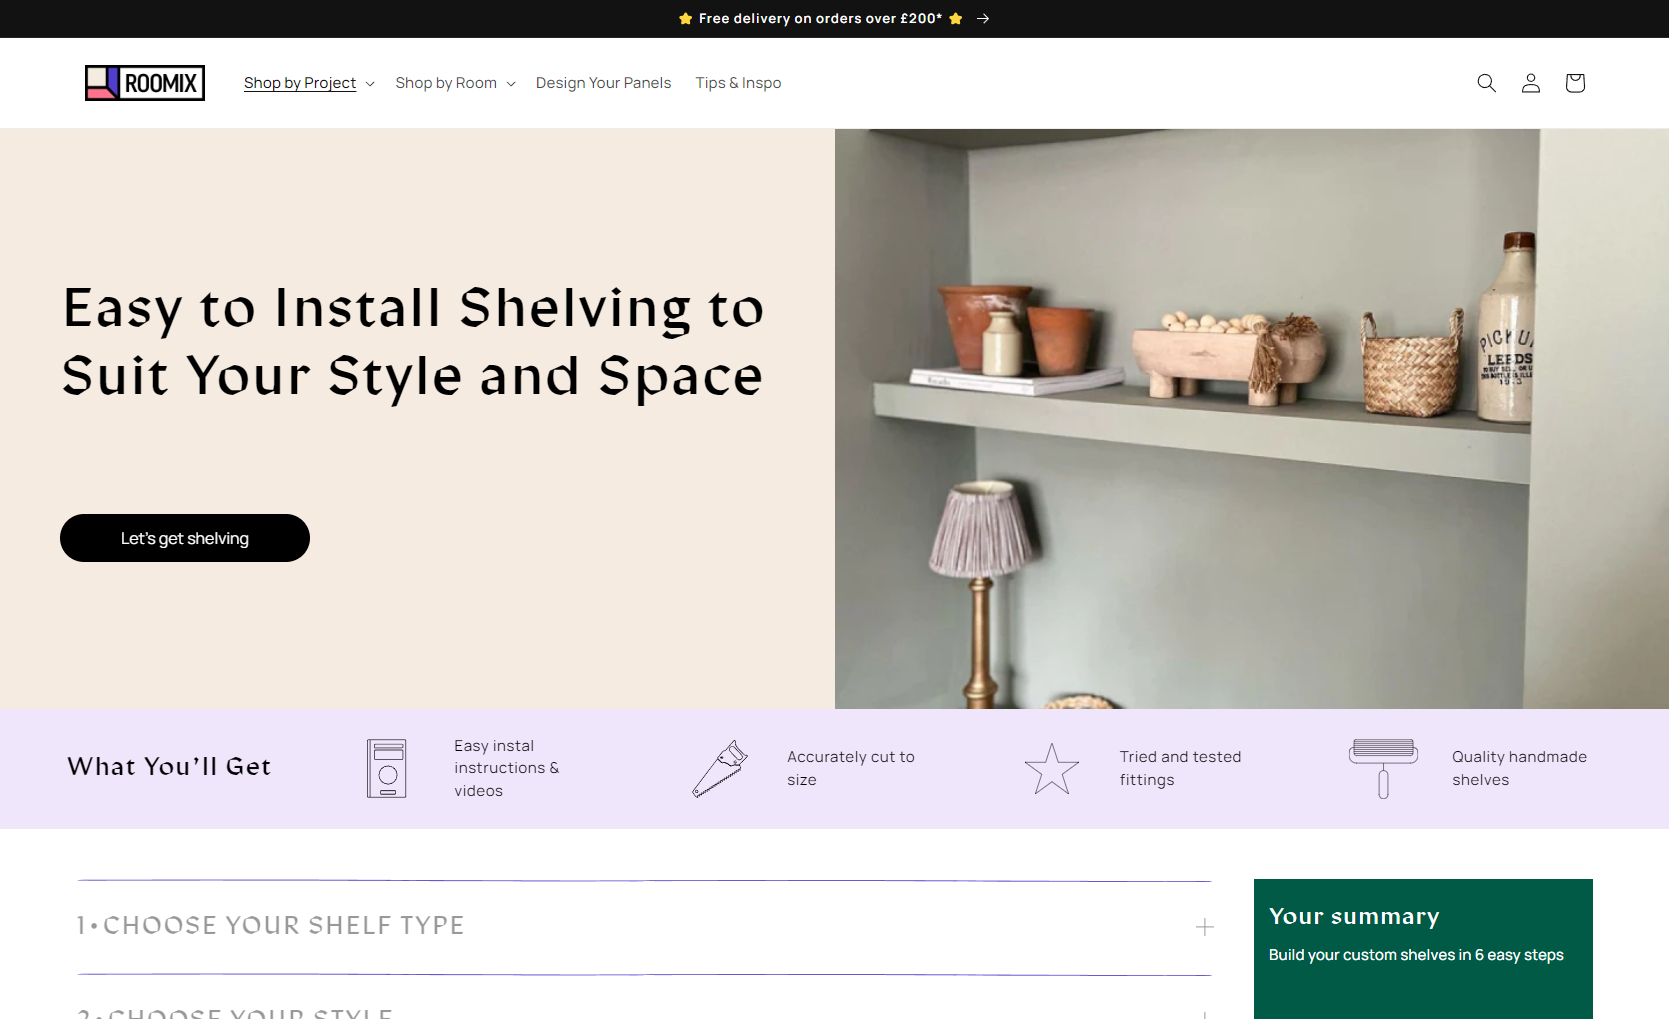 Free delivery on orders over £200*
ROOMIX
Shop by Project
Shop by Room
Design Your Panels
Tips & Inspo
Easy to Install Shelving to
Suit Your Style and Space
Let's get shelving
PICKU
LEEDS
What You'll Get
Easy instal
instructions &
videos
Accurately cut to
size
Tried and tested
fittings
Quality handmade
shelves
1•CHOOSE YOUR SHELF TYPE
Your summary
Build your custom shelves in 6 easy steps
2•CHOOSE YOUR STYLE